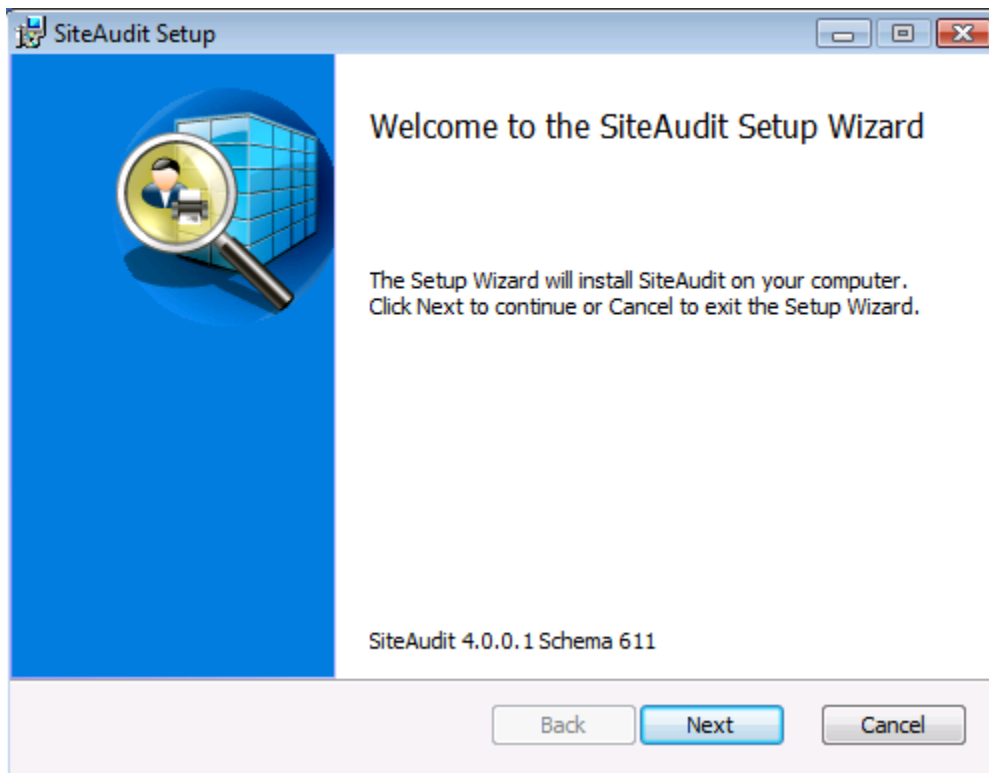 SiteAudit Setup
Welcome to the SiteAudit Setup Wizard
The Setup Wizard will install SiteAudit on your computer.
Click Next to continue or Cancel to exit the Setup Wizard.
SiteAudit 4.0.0.1 Schema 611
Back Next Cancel